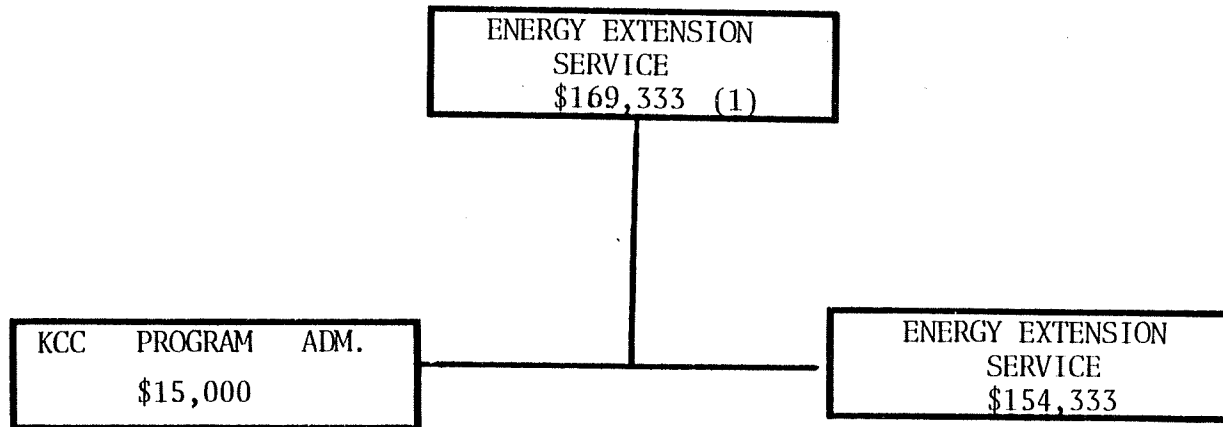 ENERGY EXTENSION
SERVICE
$169,333 (1)
KCC PROGRAM ADM.
$15,000
ENERGY EXTENSION
SERVICE
$154,333